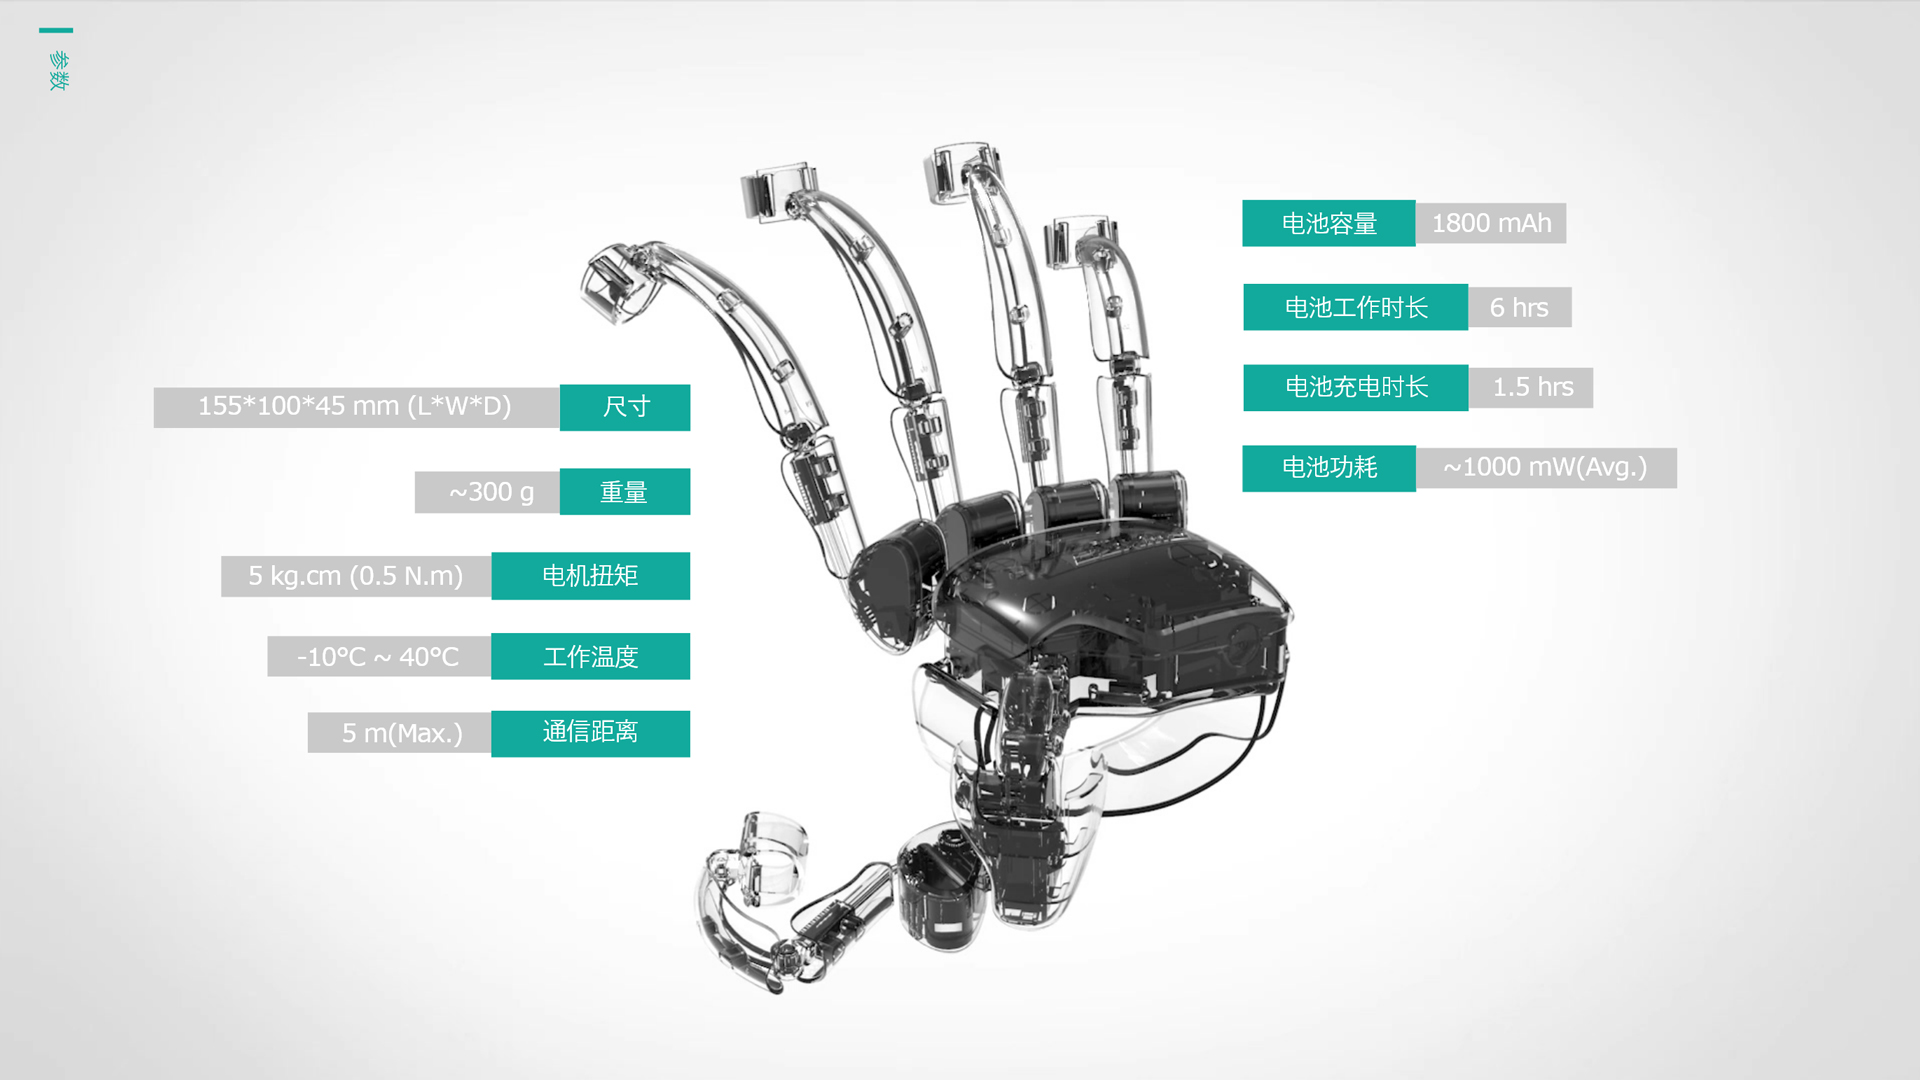 参数
155*100*45 mm (L*W*D) 尺寸
~300 g 重量
5 kg.cm (0.5 N.m) 电机扭矩
-10°C ~ 40°C 工作温度
5 m(Max.) 通信距离
电池容量 1800 mAh
电池工作时长 6 hrs
电池充电时长 1.5 hrs
电池功耗 ~1000 mW(Avg.)